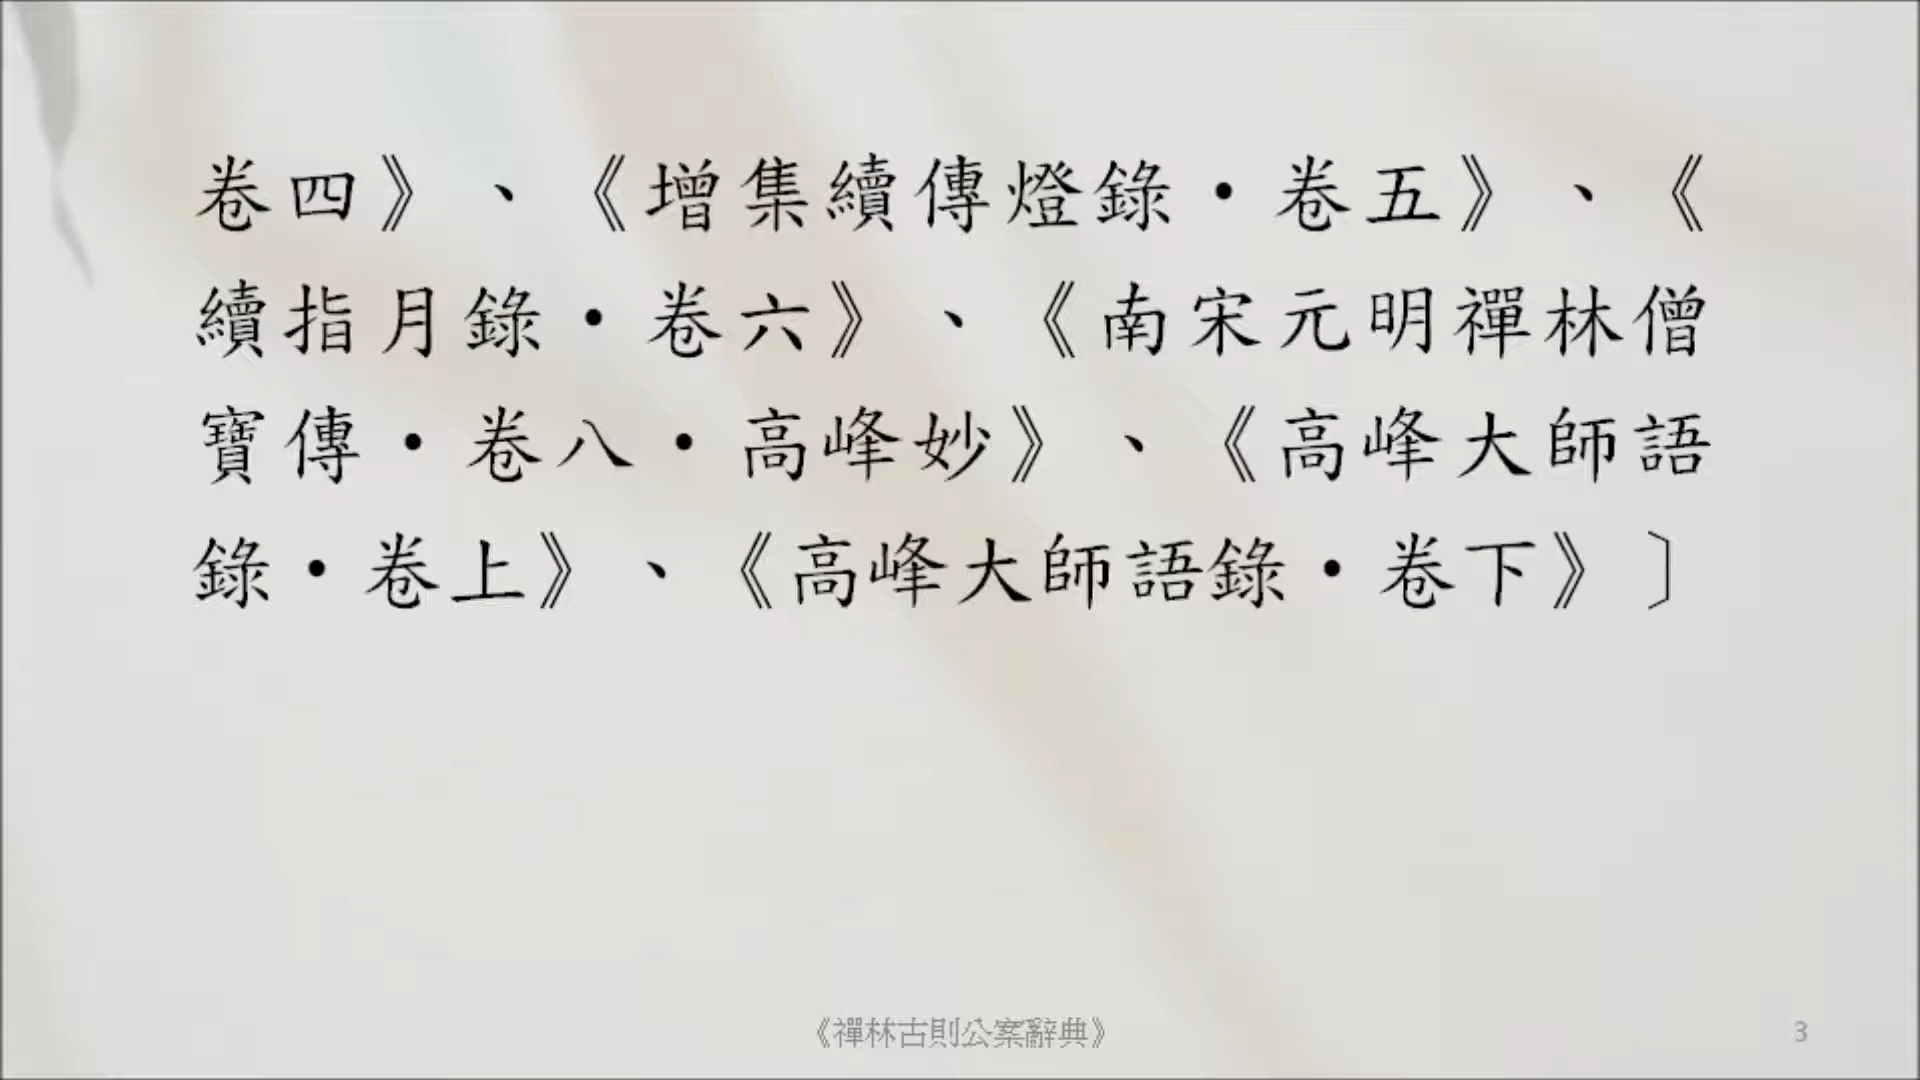 卷四》、《增集續傳燈錄·卷五》、《
續指月錄·卷六》、《南宋元明禪林僧
寶傳·卷八·高峰妙》、《高峰大師語
錄·卷上》、《高峰大師語錄·卷下》〕
《禪林古則公案辭典》
3